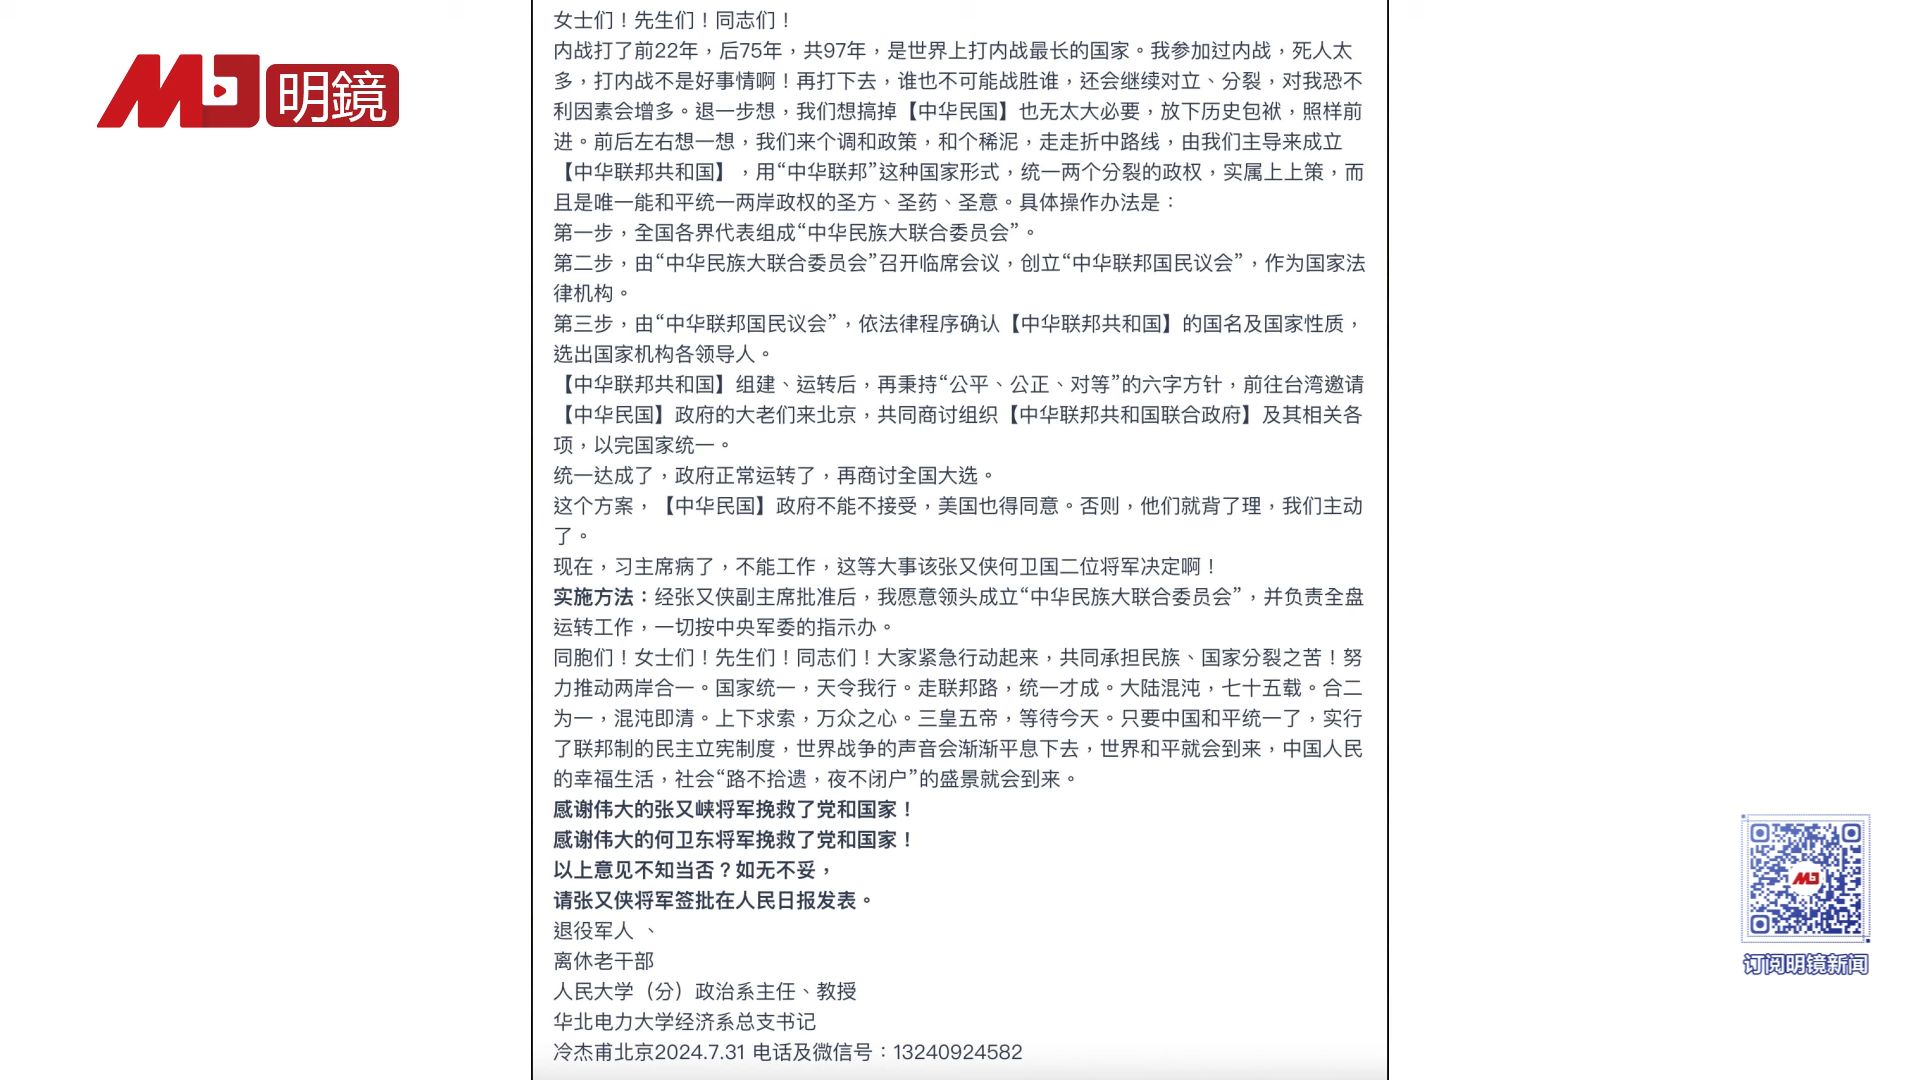 明鏡
女士们！先生们！同志们！
内战打了前22年，后75年，共97年，是世界上打内战最长的国家。我参加过内战，死人太
多，打内战不是好事情啊！再打下去，谁也不可能战胜谁，还会继续对立、分裂，对我恐不
利因素会增多。退一步想，我们想搞掉【中华民国】也无太大必要，放下历史包袱，照样前
进。前后左右想一想，我们来个调和政策，和个稀泥，走走折中路线，由我们主导来成立
【中华联邦共和国】，用“中华联邦”这种国家形式，统一两个分裂的政权，实属上上策，而
且是唯一能和平统一两岸政权的圣方、圣药、圣意。具体操作办法是：
第一步，全国各界代表组成“中华民族大联合委员会”。
第二步，由“中华民族大联合委员会”召开临席会议，创立“中华联邦国民议会”，作为国家法
律机构。
第三步，由“中华联邦国民议会”，依法律程序确认【中华联邦共和国】的国名及国家性质，
选出国家机构各领导人。
【中华联邦共和国】组建、运转后，再秉持“公平、公正、对等”的六字方针，前往台湾邀请
【中华民国】政府的大老们来北京，共同商讨组织【中华联邦共和国联合政府】及其相关各
项，以完国家统一。
统一达成了，政府正常运转了，再商讨全国大选。
这个方案，【中华民国】政府不能不接受，美国也得同意。否则，他们就背了理，我们主动
了。
现在，习主席病了，不能工作，这等大事该张又侠何卫国二位将军决定啊！
实施方法：经张又侠副主席批准后，我愿意领头成立“中华民族大联合委员会”，并负责全盘
运转工作，一切按中央军委的指示办。
同胞们！女士们！先生们！同志们！大家紧急行动起来，共同承担民族、国家分裂之苦！努
力推动两岸合一。国家统一，天令我行。走联邦路，统一才成。大陆混沌，七十五载。合二
为一，混沌即清。上下求索，万众之心。三皇五帝，等待今天。只要中国和平统一了，实行
了联邦制的民主立宪制度，世界战争的声音会渐渐平息下去，世界和平就会到来，中国人民
的幸福生活，社会“路不拾遗，夜不闭户”的盛景就会到来。
感谢伟大的张又峡将军挽救了党和国家！
感谢伟大的何卫东将军挽救了党和国家！
以上意见不知当否？如无不妥，
请张又侠将军签批在人民日报发表。
退役军人 、
离休老干部
人民大学（分）政治系主任、教授
华北电力大学经济系总支书记
冷杰甫北京2024.7.31 电话及微信号：13240924582
订阅明镜新闻